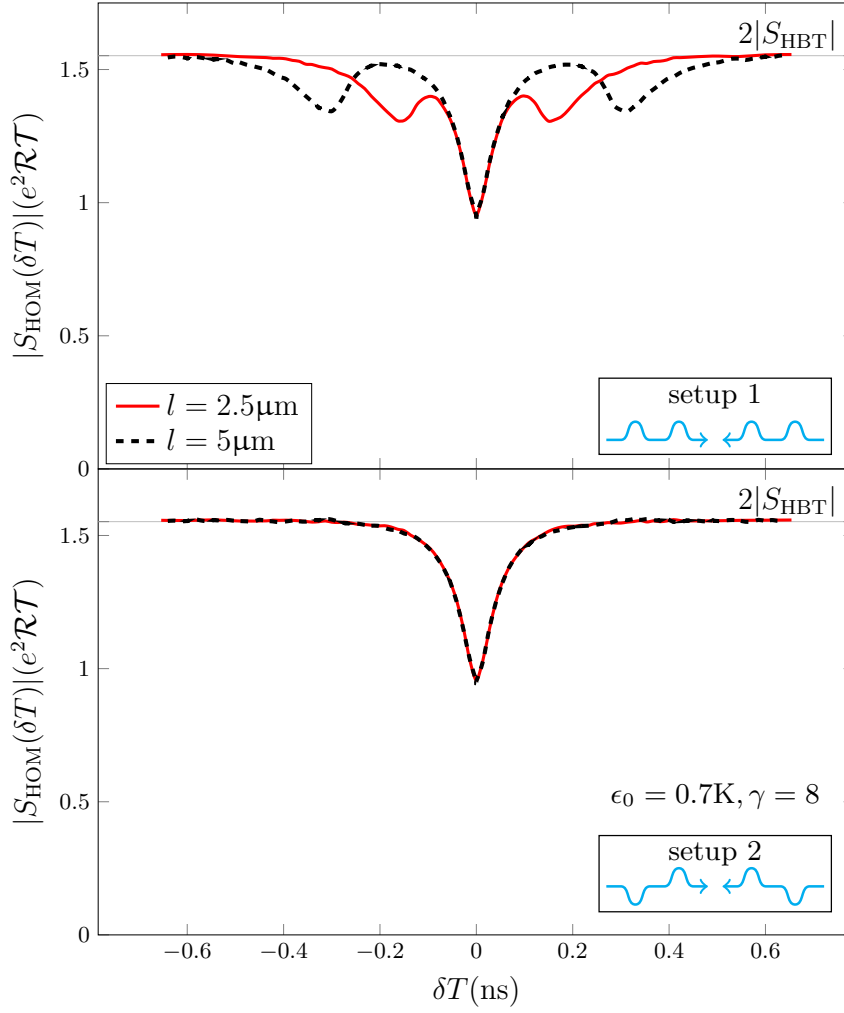 2|S_HBT|
1.5
1
0.5
0
|S_HOM(δT)|(e²ℛ𝒯)
l = 2.5μm
l = 5μm
setup 1
2|S_HBT|
1.5
1
0.5
0
|S_HOM(δT)|(e²ℛ𝒯)
ϵ₀ = 0.7K, γ = 8
setup 2
−0.6 −0.4 −0.2 0 0.2 0.4 0.6
δT(ns)